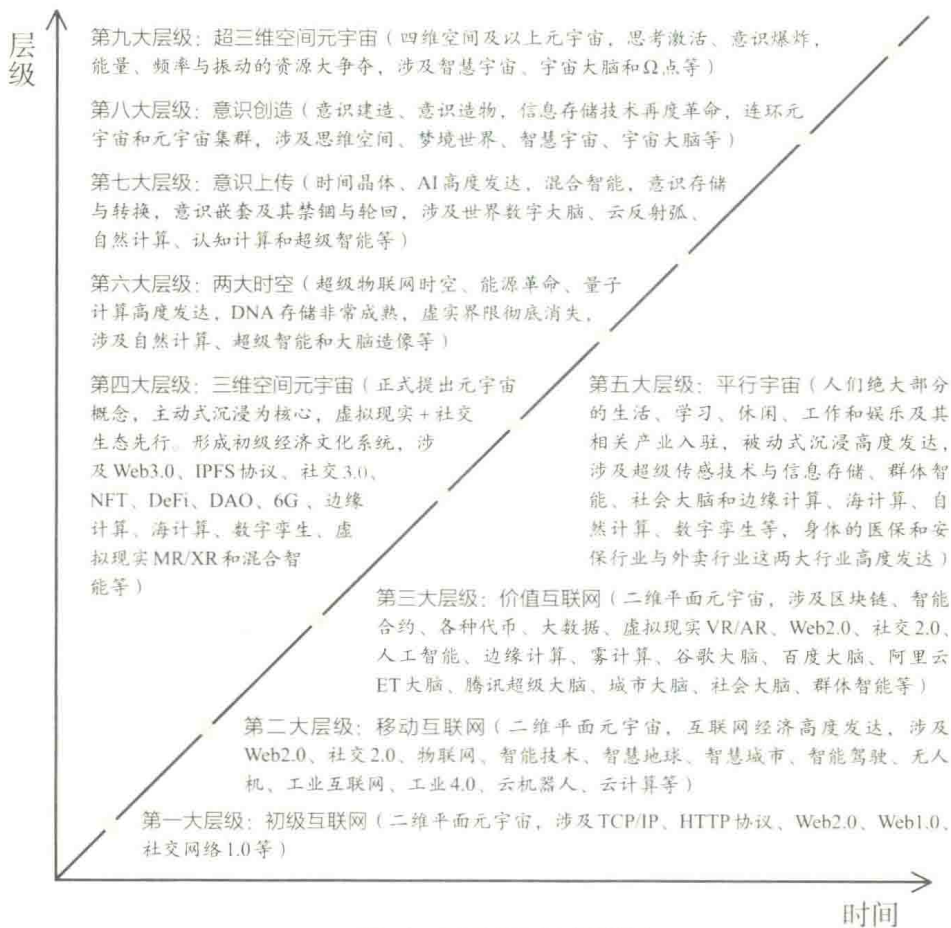 层级
第九大层级：超三维空间元宇宙（四维空间及以上元宇宙，思考激活、意识爆炸，
能量、频率与振动的资源大争夺，涉及智慧宇宙、宇宙大脑和Ω点等）
第八大层级：意识创造（意识建造、意识造物，信息存储技术再度革命，连环元
宇宙和元宇宙集群，涉及思维空间、梦境世界、智慧宇宙、宇宙大脑等）
第七大层级：意识上传（时间晶体、AI高度发达，混合智能，意识存储
与转换，意识嵌套及其禁锢与轮回，涉及世界数字大脑、云反射弧、
自然计算、认知计算和超级智能等）
第六大层级：两大时空（超级物联网时空、能源革命、量子
计算高度发达，DNA存储非常成熟，虚实界限彻底消失，
涉及自然计算、超级智能和大脑造像等）
第四大层级：三维空间元宇宙（正式提出元宇宙
概念，主动式沉浸为核心，虚拟现实+社交
生态先行。形成初级经济文化系统，涉
及Web3.0、IPFS协议、社交3.0、
NFT、DeFi、DAO、6G、边缘
计算、海计算、数字孪生、虚
拟现实MR/XR和混合智
能等）
第五大层级：平行宇宙（人们绝大部分
的生活、学习、休闲、工作和娱乐及其
相关产业入驻，被动式沉浸高度发达，
涉及超级传感技术与信息存储、群体智
能、社会大脑和边缘计算、海计算、自
然计算、数字孪生等，身体的医保和安
保行业与外卖行业这两大行业高度发达）
第三大层级：价值互联网（二维平面元宇宙，涉及区块链、智能
合约、各种代币、大数据、虚拟现实VR/AR、Web2.0、社交2.0、
人工智能、边缘计算、雾计算、谷歌大脑、百度大脑、阿里云
ET大脑、腾讯超级大脑、城市大脑、社会大脑、群体智能等）
第二大层级：移动互联网（二维平面元宇宙，互联网经济高度发达，涉及
Web2.0、社交2.0、物联网、智能技术、智慧地球、智慧城市、智能驾驶、无人
机、工业互联网、工业4.0、云机器人、云计算等）
第一大层级：初级互联网（二维平面元宇宙，涉及TCP/IP、HTTP协议、Web2.0、Web1.0、
社交网络1.0等）
时间